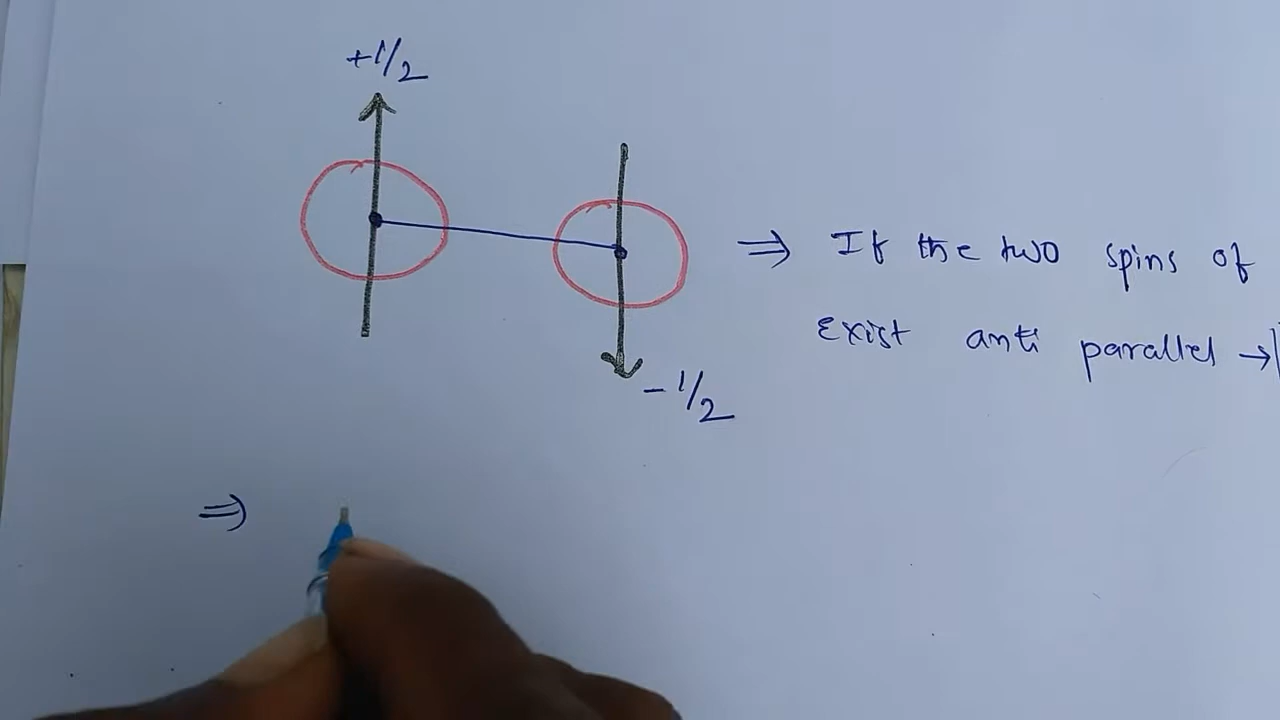 +1/2
⇒ If the two spins of
exist anti parallel →
-1/2
⇒